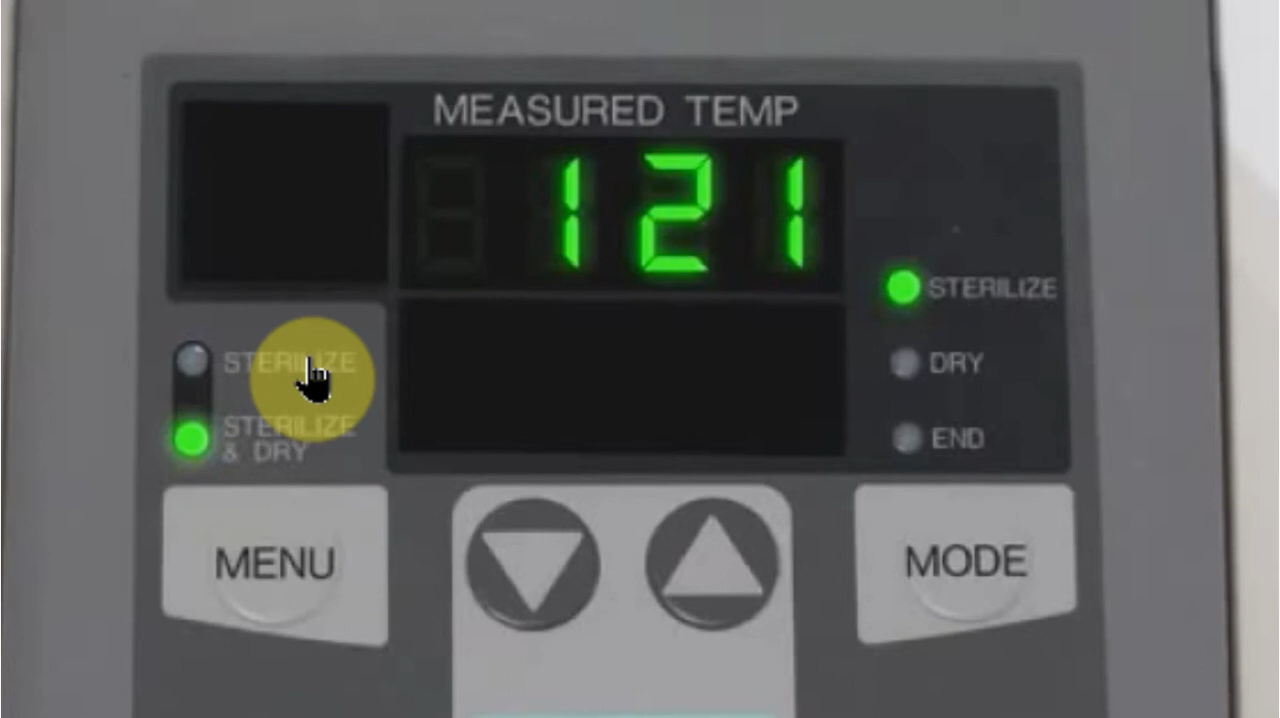 MEASURED TEMP
121
STERILIZE
DRY
END
STERILIZE
STERILIZE
& DRY
MENU
MODE